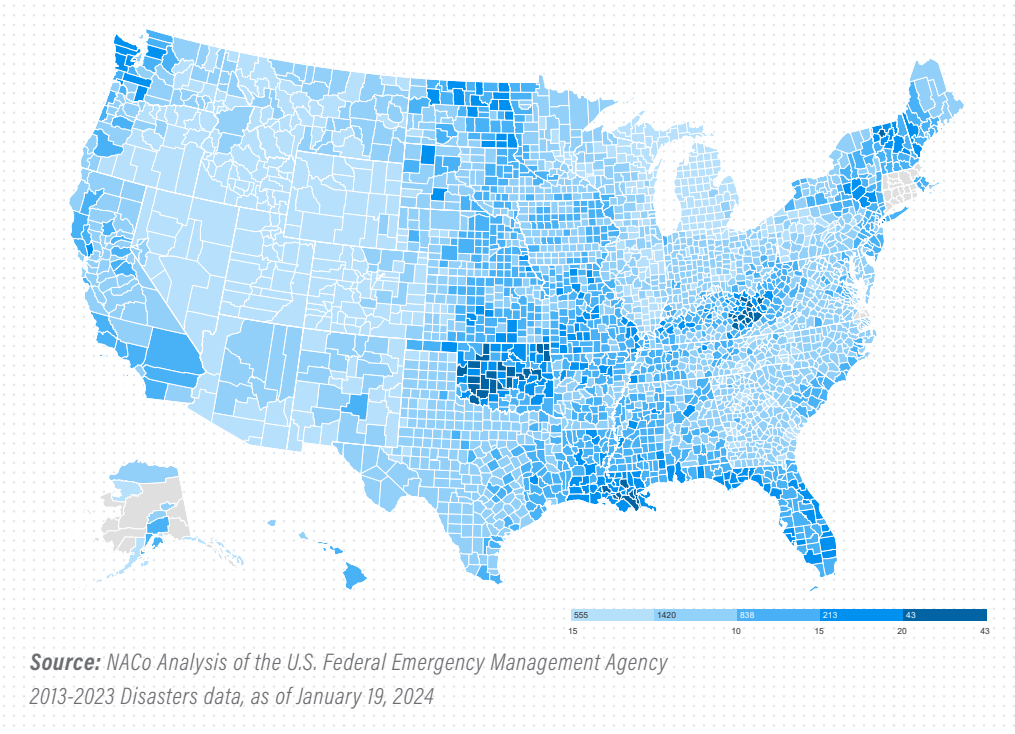 555 1420 838 213 43
15 10 15 20 43
Source: NACo Analysis of the U.S. Federal Emergency Management Agency
2013-2023 Disasters data, as of January 19, 2024